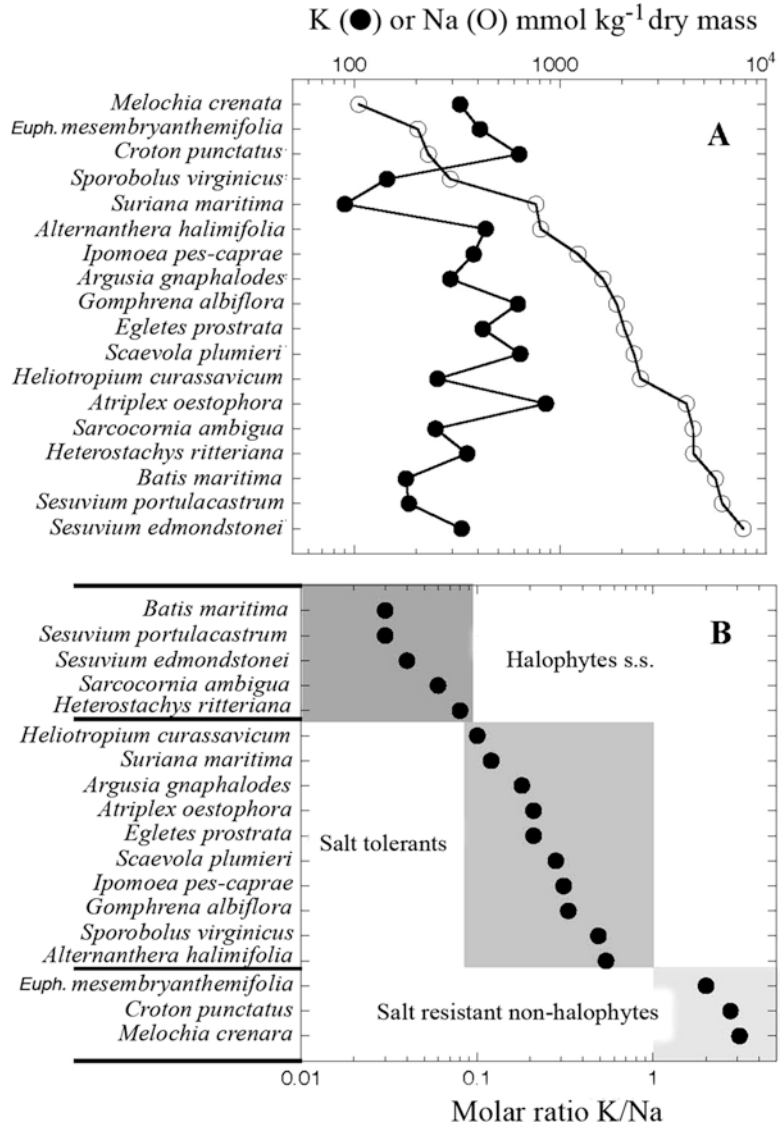 K (●) or Na (O) mmol kg⁻¹ dry mass
100 1000 10⁴
Melochia crenata
Euph. mesembryanthemifolia
Croton punctatus
Sporobolus virginicus
Suriana maritima
Alternanthera halimifolia
Ipomoea pes-caprae
Argusia gnaphalodes
Gomphrena albiflora
Egletes prostrata
Scaevola plumieri
Heliotropium curassavicum
Atriplex oestophora
Sarcocornia ambigua
Heterostachys ritteriana
Batis maritima
Sesuvium portulacastrum
Sesuvium edmondstonei
A
B
Batis maritima
Sesuvium portulacastrum
Sesuvium edmondstonei
Sarcocornia ambigua
Heterostachys ritteriana
Halophytes s.s.
Heliotropium curassavicum
Suriana maritima
Argusia gnaphalodes
Atriplex oestophora
Egletes prostrata
Scaevola plumieri
Ipomoea pes-caprae
Gomphrena albiflora
Sporobolus virginicus
Alternanthera halimifolia
Salt tolerants
Euph. mesembryanthemifolia
Croton punctatus
Melochia crenara
Salt resistant non-halophytes
0.01 0.1 1
Molar ratio K/Na